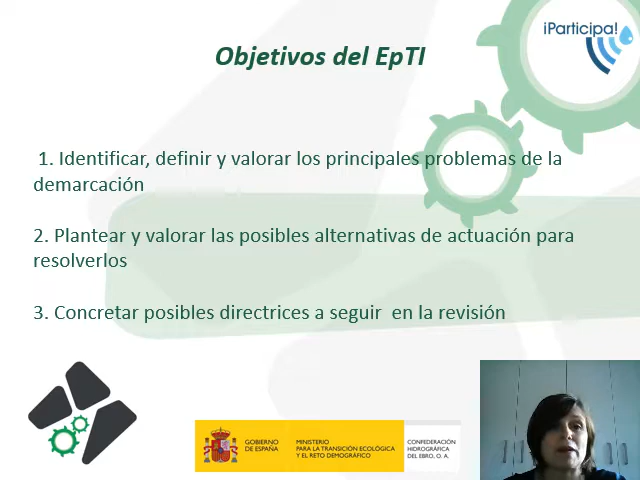 ¡Participa!
Objetivos del EpTI
1. Identificar, definir y valorar los principales problemas de la
demarcación
2. Plantear y valorar las posibles alternativas de actuación para
resolverlos
3. Concretar posibles directrices a seguir en la revisión
GOBIERNO
DE ESPAÑA
MINISTERIO
PARA LA TRANSICIÓN ECOLÓGICA
Y EL RETO DEMOGRÁFICO
CONFEDERACIÓN
HIDROGRÁFICA
DEL EBRO, O. A.